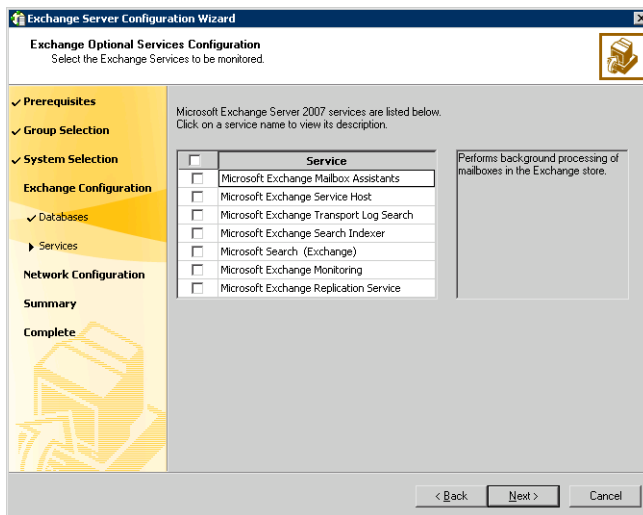 Exchange Server Configuration Wizard
Exchange Optional Services Configuration
Select the Exchange Services to be monitored.
Prerequisites
Group Selection
System Selection
Exchange Configuration
Databases
Services
Network Configuration
Summary
Complete
Microsoft Exchange Server 2007 services are listed below.
Click on a service name to view its description.
Service
Microsoft Exchange Mailbox Assistants
Microsoft Exchange Service Host
Microsoft Exchange Transport Log Search
Microsoft Exchange Search Indexer
Microsoft Search (Exchange)
Microsoft Exchange Monitoring
Microsoft Exchange Replication Service
Performs background processing of
mailboxes in the Exchange store.
< Back
Next >
Cancel